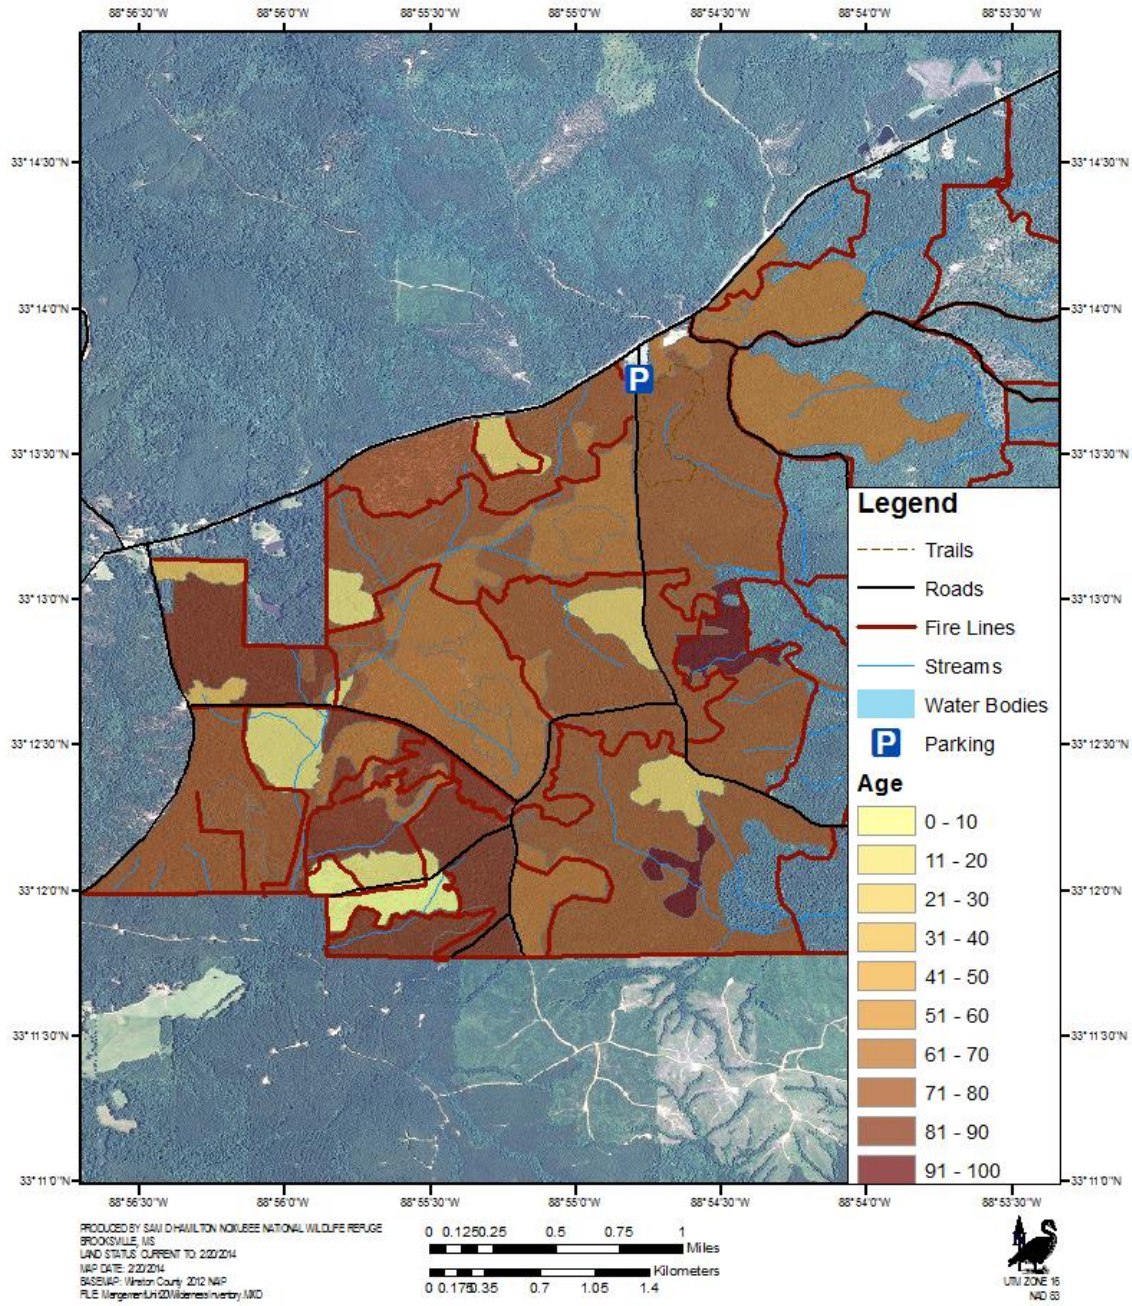 88°56'30"W 88°56'0"W 88°55'30"W 88°55'0"W 88°54'30"W 88°54'0"W 88°53'30"W
33°14'30"N 33°14'30"N
33°14'0"N 33°14'0"N
P
33°13'30"N 33°13'30"N
Legend
Trails
Roads
33°13'0"N 33°13'0"N
Fire Lines
Streams
Water Bodies
33°12'30"N P Parking 33°12'30"N
Age
0 - 10
11 - 20
33°12'0"N 21 - 30 33°12'0"N
31 - 40
41 - 50
51 - 60
33°11'30"N 33°11'30"N
61 - 70
71 - 80
81 - 90
91 - 100
33°11'0"N 33°11'0"N
88°56'30"W 88°56'0"W 88°55'30"W 88°55'0"W 88°54'30"W 88°54'0"W 88°53'30"W
PRODUCED BY SAM D HAMILTON NOXUBEE NATIONAL WILDLIFE REFUGE
BROOKSVILLE, MS
LAND STATUS CURRENT TO: 2/20/2014
MAP DATE: 2/20/2014
BASEMAP: Winston County 2012 NAIP
0 0.125 0.25 0.5 0.75 1
Miles
Kilometers
0 0.175 0.35 0.7 1.05 1.4
UTM ZONE 16
NAD 83